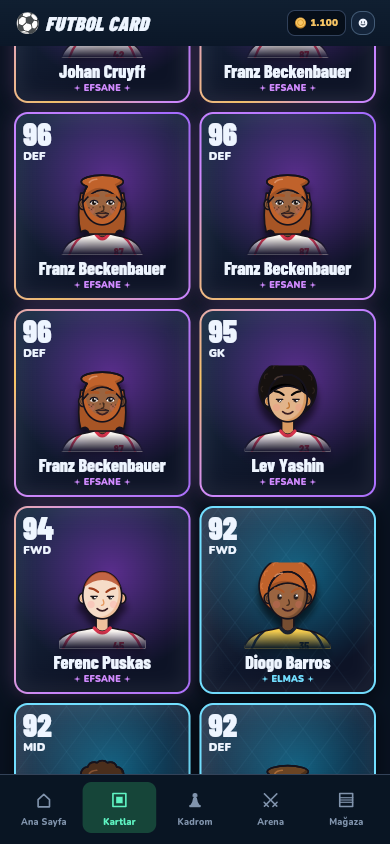 FUTBOL CARD
1.100
Johan Cruyff
+ EFSANE +
Franz Beckenbauer
+ EFSANE +
96
DEF
Franz Beckenbauer
+ EFSANE +
96
DEF
Franz Beckenbauer
+ EFSANE +
96
DEF
Franz Beckenbauer
+ EFSANE +
95
GK
Lev Yashin
+ EFSANE +
94
FWD
Ferenc Puskas
+ EFSANE +
92
FWD
Diogo Barros
+ ELMAS +
92
MID
92
DEF
Ana Sayfa
Kartlar
Kadrom
Arena
Mağaza